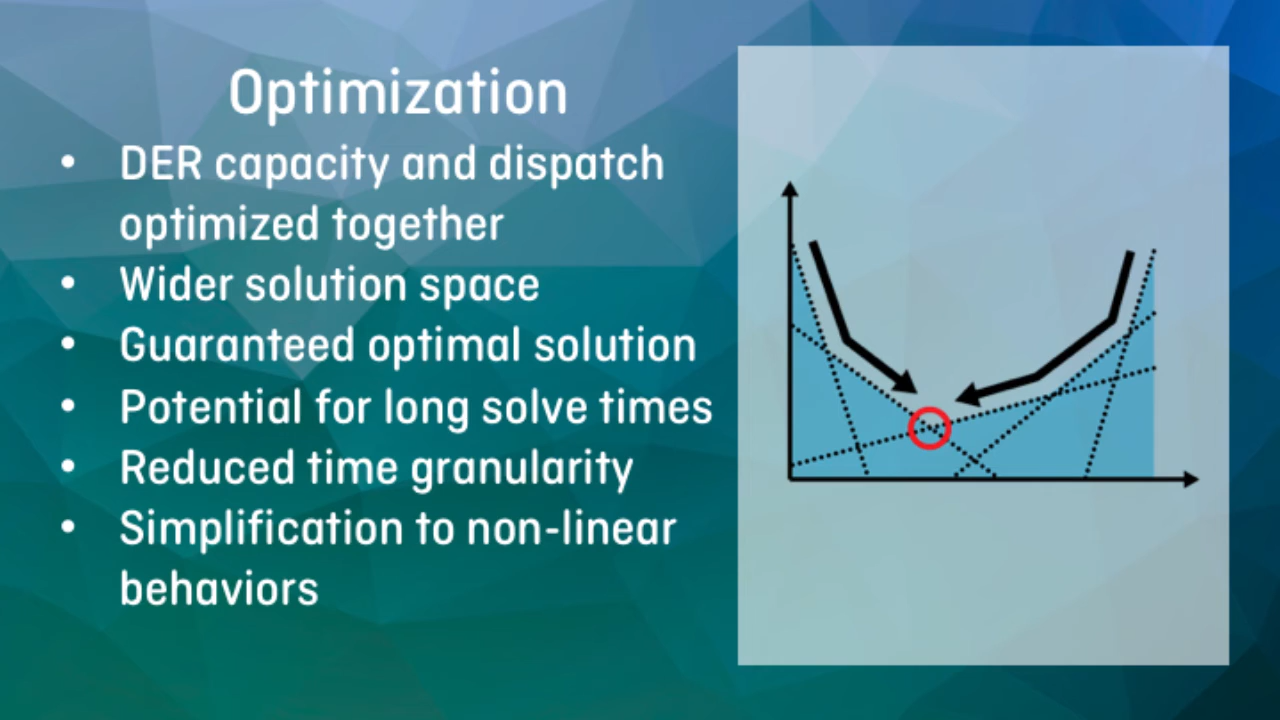 Optimization
• DER capacity and dispatch
optimized together
• Wider solution space
• Guaranteed optimal solution
• Potential for long solve times
• Reduced time granularity
• Simplification to non-linear
behaviors